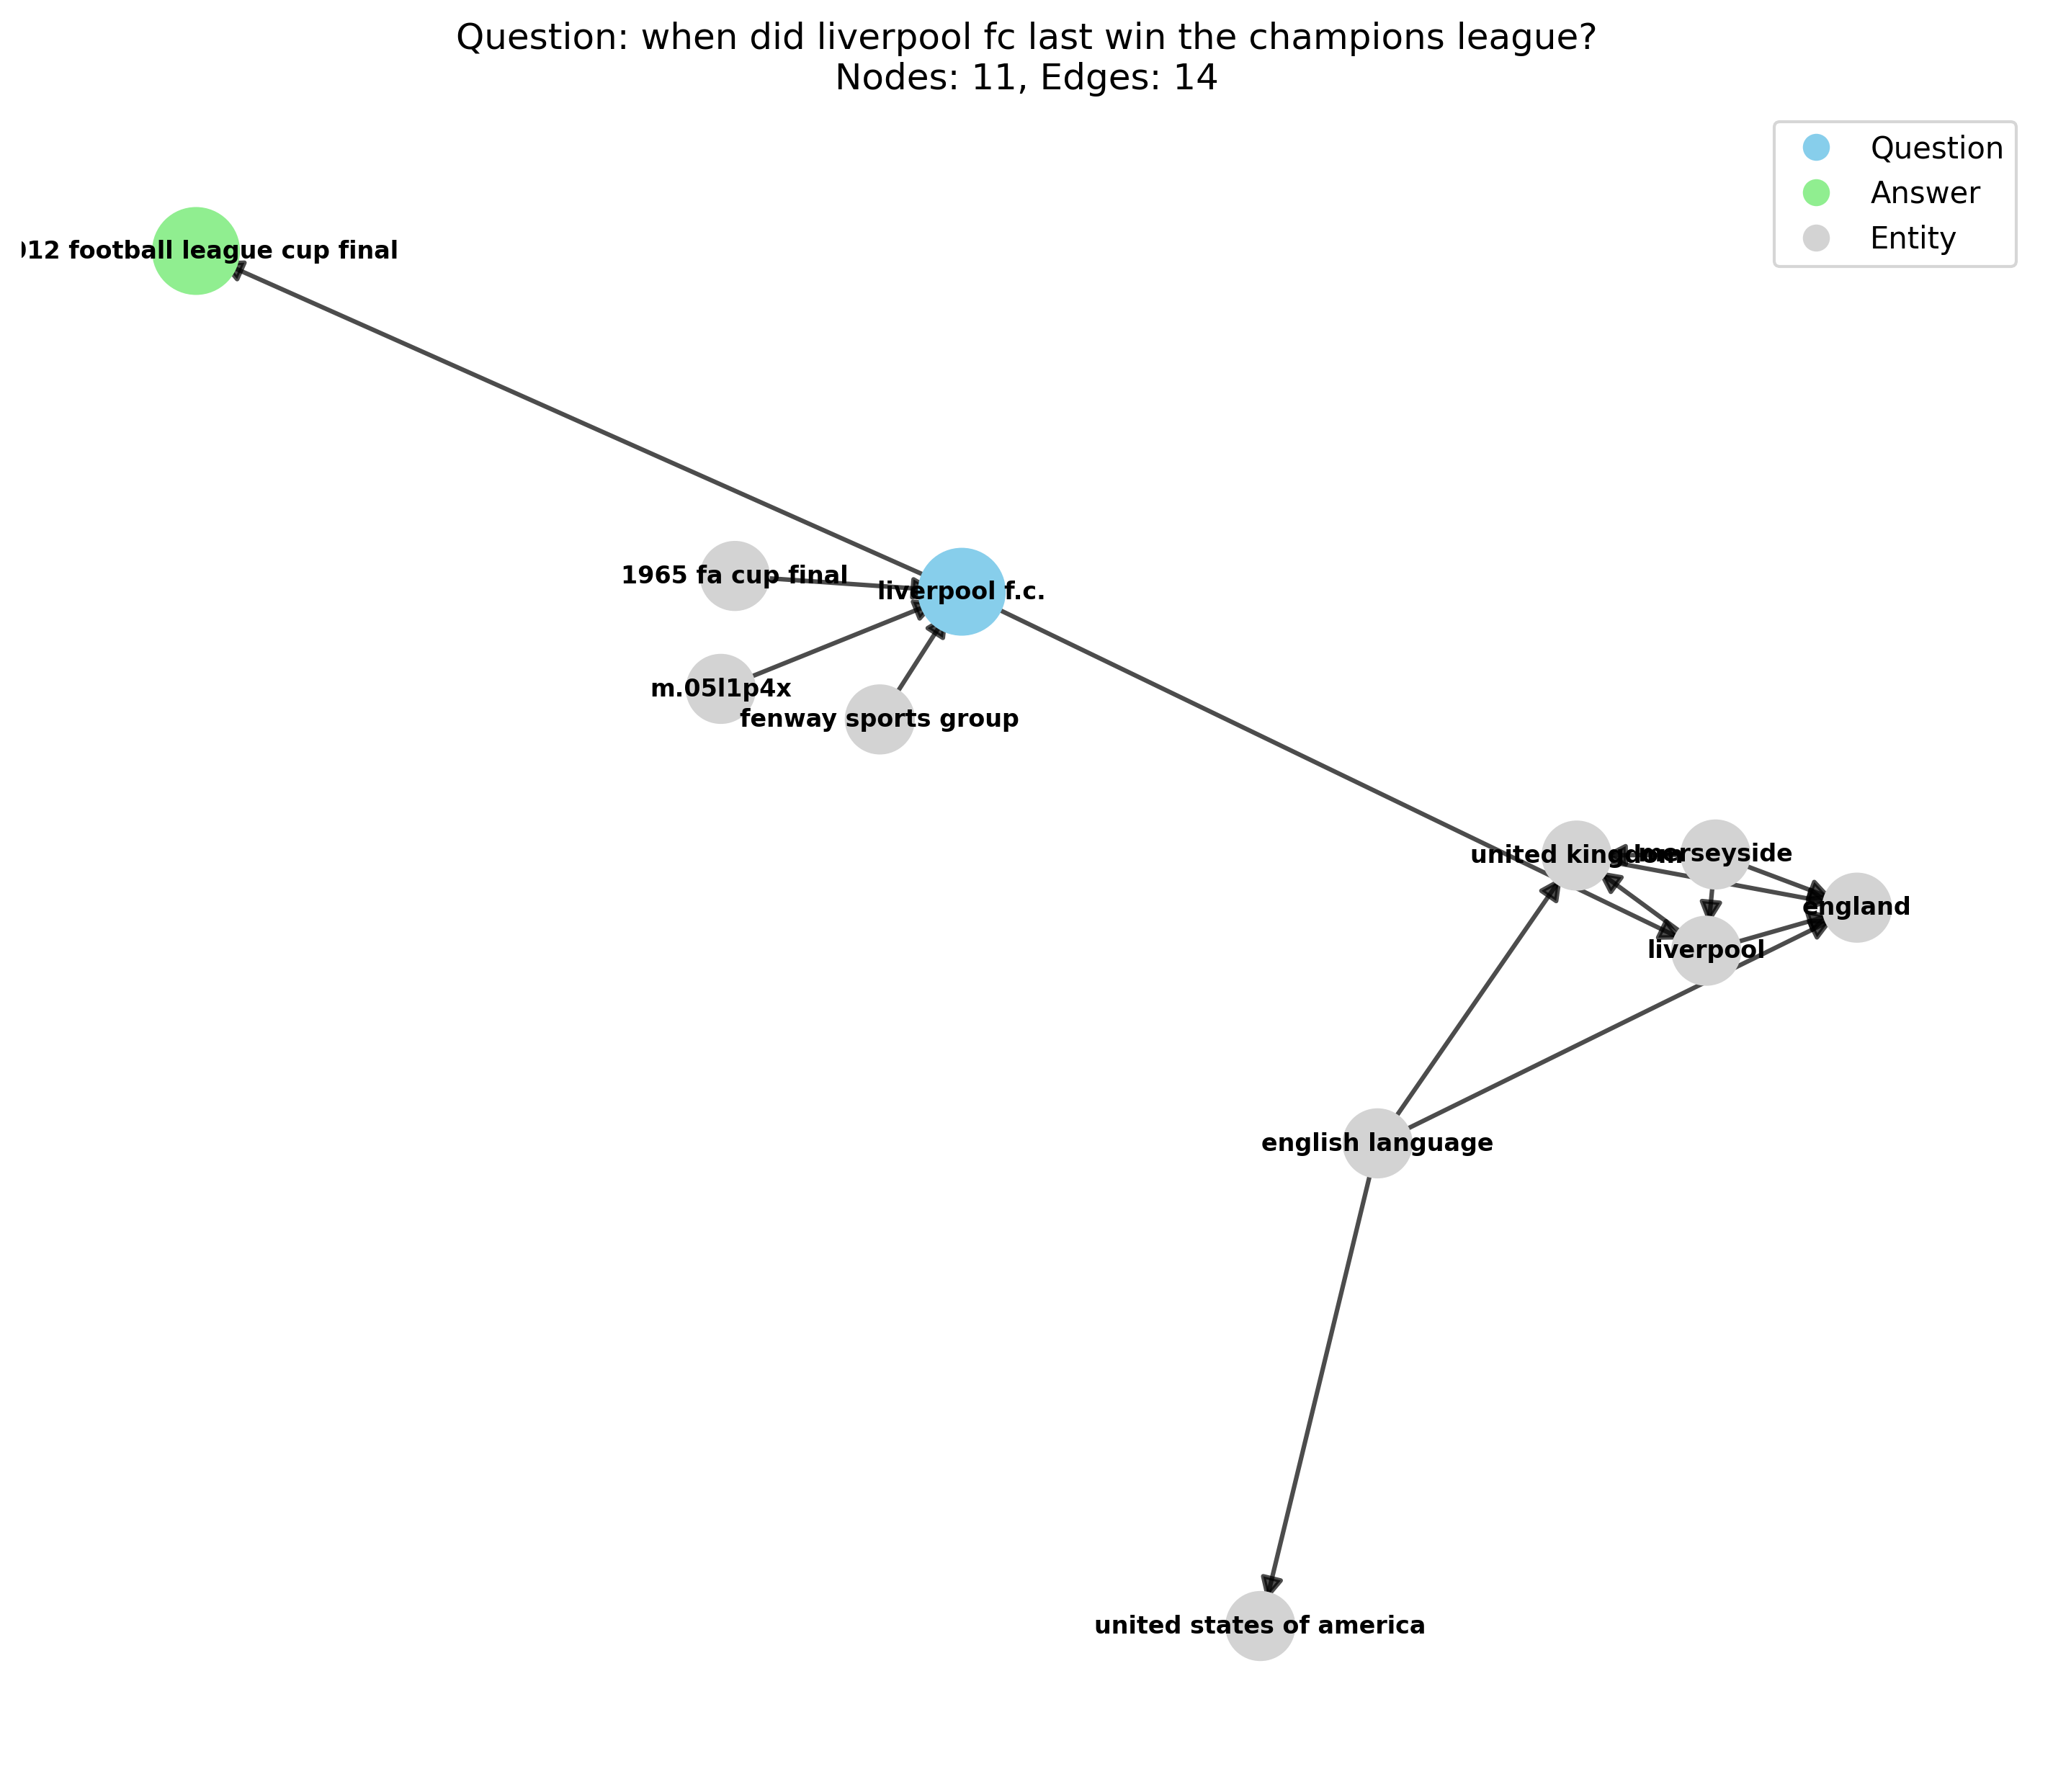 Question: when did liverpool fc last win the champions league?
Nodes: 11, Edges: 14
Question
Answer
Entity
012 football league cup final
1965 fa cup final
liverpool f.c.
m.05l1p4x
fenway sports group
united kingdom
merseyside
england
liverpool
english language
united states of america